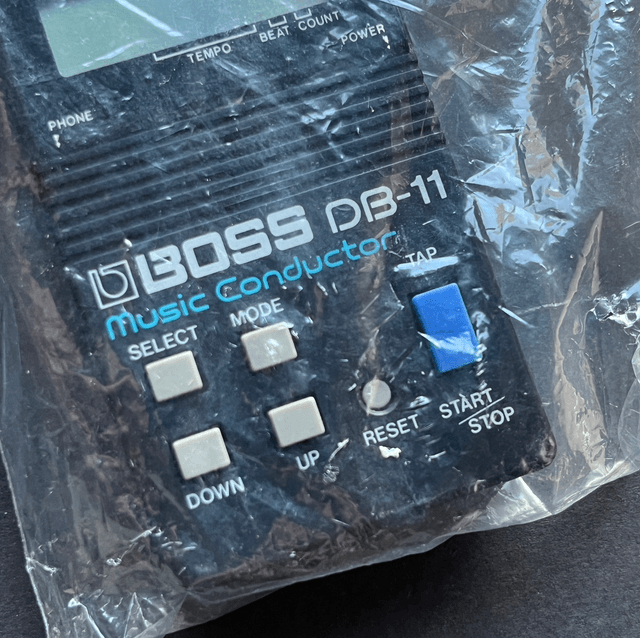 TEMPO
BEAT COUNT
POWER
PHONE
BOSS DB-11
Music Conductor
TAP
SELECT MODE
DOWN UP RESET START/STOP